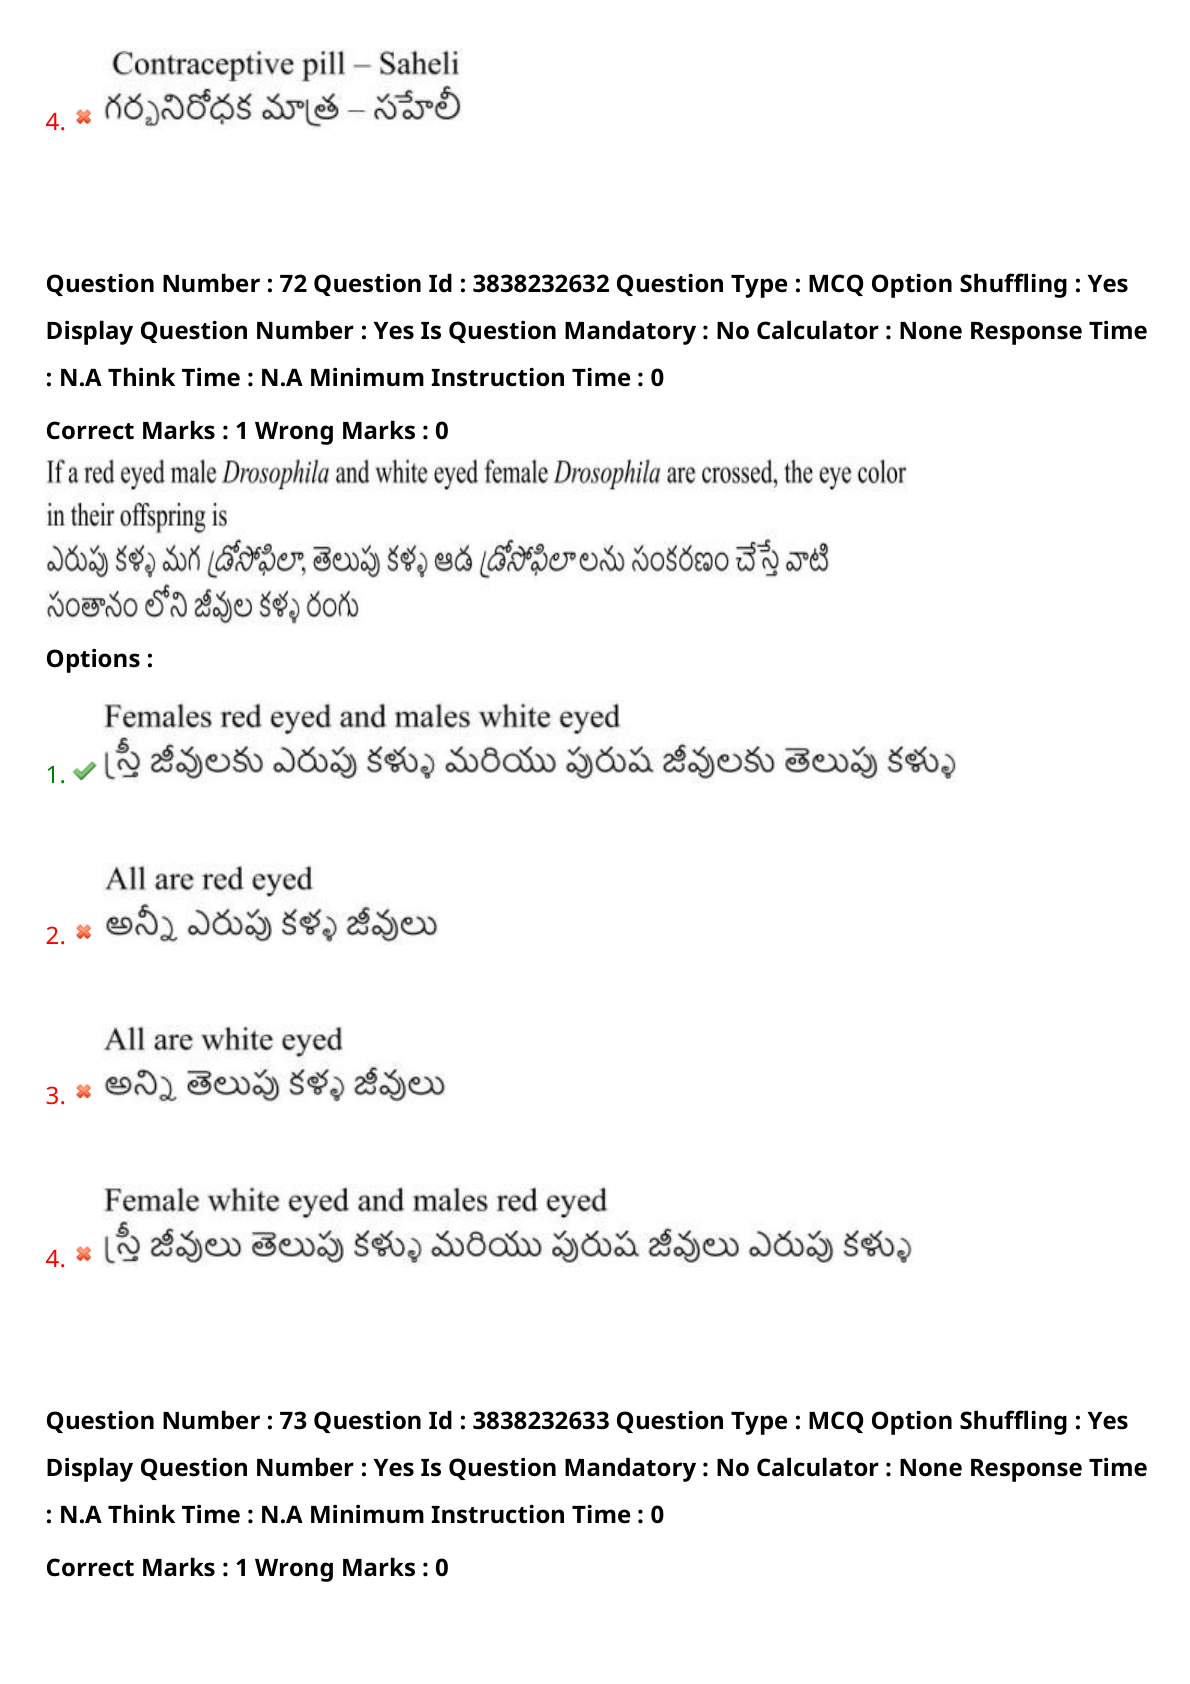 Contraceptive pill – Saheli
4. గర్భనిరోధక మాత్ర – సహేలీ
Question Number : 72 Question Id : 3838232632 Question Type : MCQ Option Shuffling : Yes
Display Question Number : Yes Is Question Mandatory : No Calculator : None Response Time
: N.A Think Time : N.A Minimum Instruction Time : 0
Correct Marks : 1 Wrong Marks : 0
If a red eyed male Drosophila and white eyed female Drosophila are crossed, the eye color
in their offspring is
ఎరుపు కళ్ళ మగ డ్రోసోఫిలా, తెలుపు కళ్ళ ఆడ డ్రోసోఫిలాలను సంకరణం చేస్తే వాటి
సంతానం లోని జీవుల కళ్ళ రంగు
Options :
Females red eyed and males white eyed
1. స్త్రీ జీవులకు ఎరుపు కళ్ళు మరియు పురుష జీవులకు తెలుపు కళ్ళు
All are red eyed
2. అన్నీ ఎరుపు కళ్ళ జీవులు
All are white eyed
3. అన్ని తెలుపు కళ్ళ జీవులు
Female white eyed and males red eyed
4. స్త్రీ జీవులు తెలుపు కళ్ళు మరియు పురుష జీవులు ఎరుపు కళ్ళు
Question Number : 73 Question Id : 3838232633 Question Type : MCQ Option Shuffling : Yes
Display Question Number : Yes Is Question Mandatory : No Calculator : None Response Time
: N.A Think Time : N.A Minimum Instruction Time : 0
Correct Marks : 1 Wrong Marks : 0